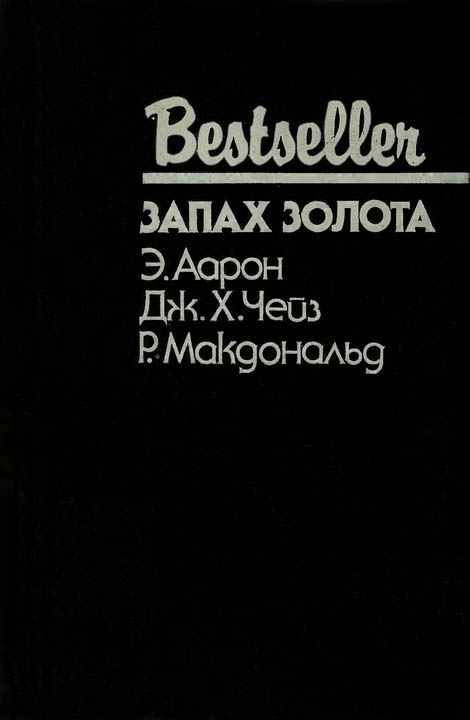 Bestseller
ЗАПАХ ЗОЛОТА
Э. Аарон
Дж. Х. Чейз
Р. Макдональд